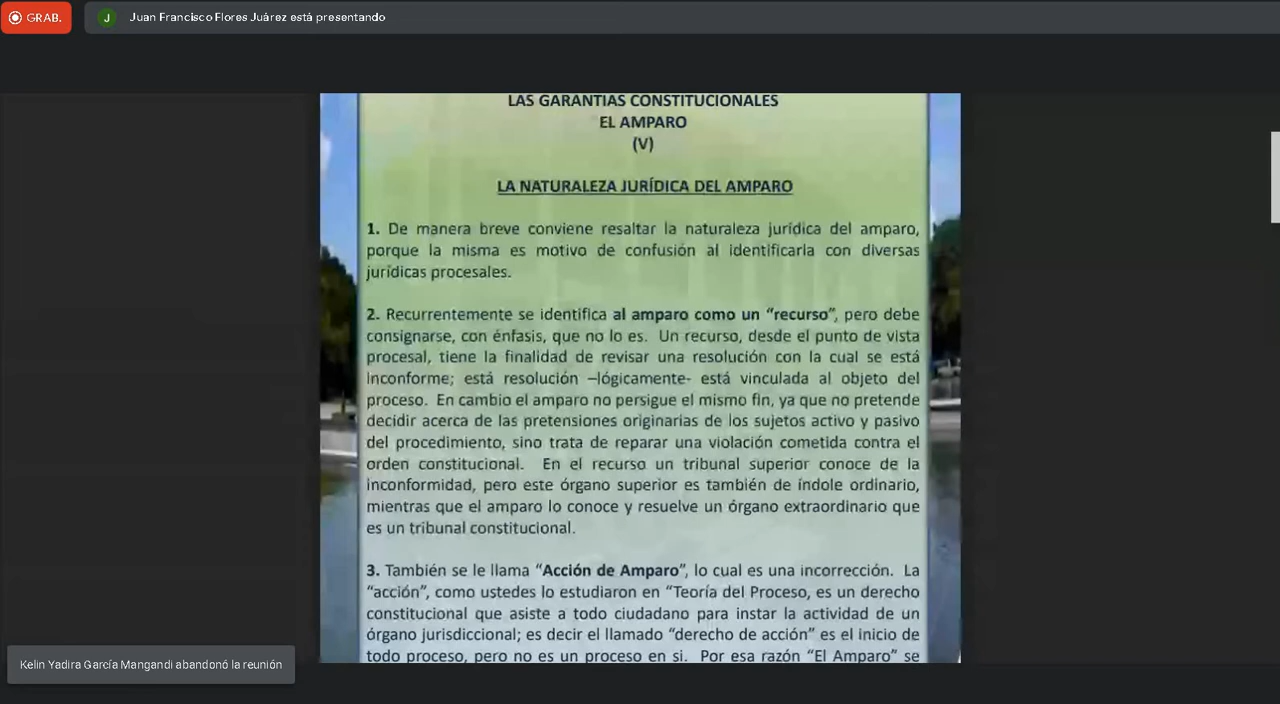 GRAB.
J
Juan Francisco Flores Juárez está presentando
LAS GARANTIAS CONSTITUCIONALES
EL AMPARO
(V)
LA NATURALEZA JURÍDICA DEL AMPARO
1. De manera breve conviene resaltar la naturaleza jurídica del amparo,
porque la misma es motivo de confusión al identificarla con diversas
jurídicas procesales.
2. Recurrentemente se identifica al amparo como un “recurso”, pero debe
consignarse, con énfasis, que no lo es. Un recurso, desde el punto de vista
procesal, tiene la finalidad de revisar una resolución con la cual se está
inconforme; está resolución –lógicamente- está vinculada al objeto del
proceso. En cambio el amparo no persigue el mismo fin, ya que no pretende
decidir acerca de las pretensiones originarias de los sujetos activo y pasivo
del procedimiento, sino trata de reparar una violación cometida contra el
orden constitucional. En el recurso un tribunal superior conoce de la
inconformidad, pero este órgano superior es también de índole ordinario,
mientras que el amparo lo conoce y resuelve un órgano extraordinario que
es un tribunal constitucional.
3. También se le llama “Acción de Amparo”, lo cual es una incorrección. La
“acción”, como ustedes lo estudiaron en “Teoría del Proceso, es un derecho
constitucional que asiste a todo ciudadano para instar la actividad de un
órgano jurisdiccional; es decir el llamado “derecho de acción” es el inicio de
todo proceso, pero no es un proceso en si. Por esa razón “El Amparo” se
Kelin Yadira García Mangandi abandonó la reunión